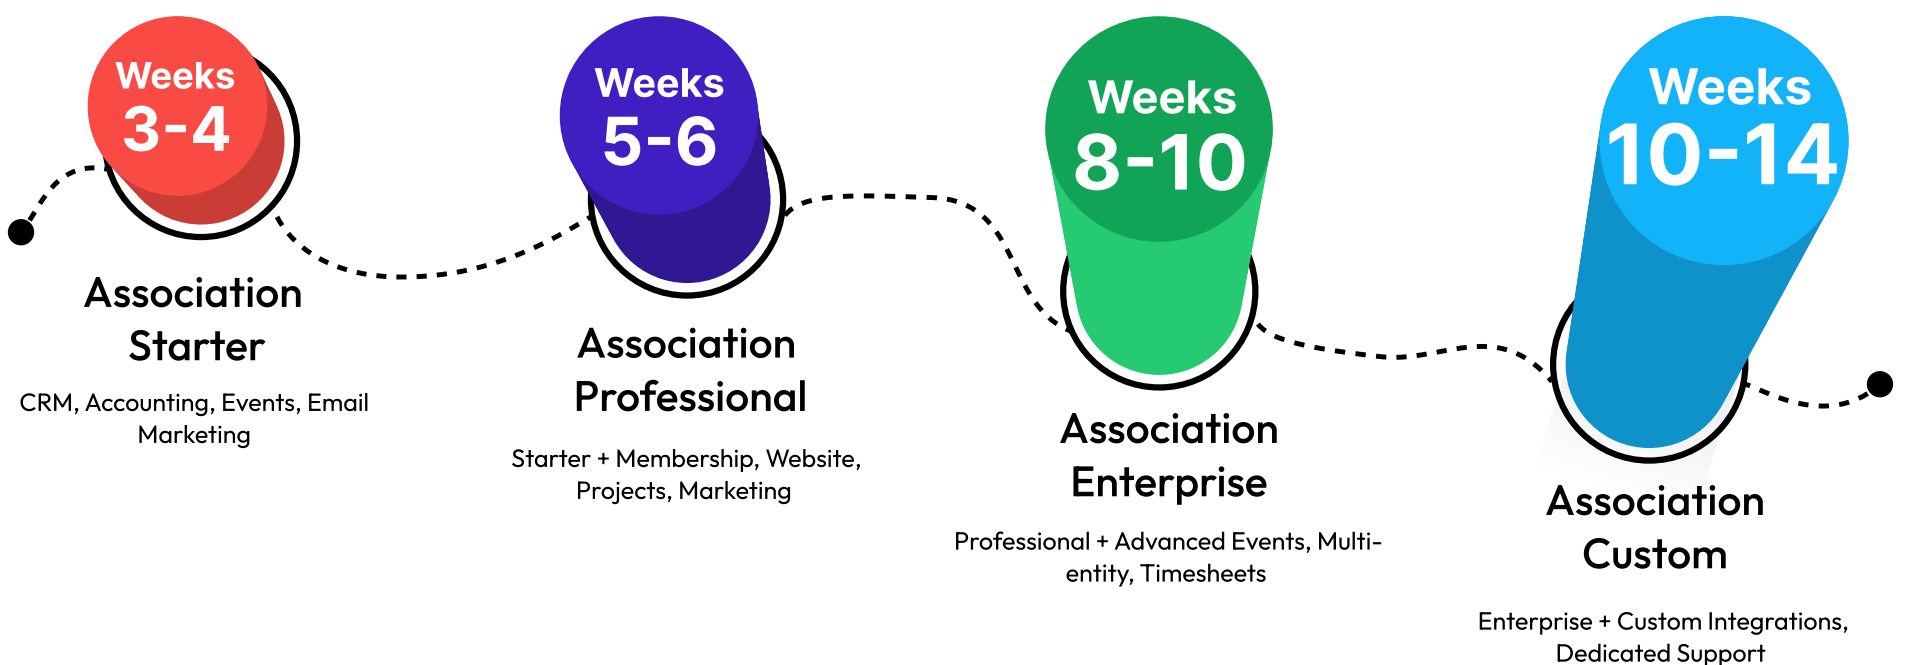 Weeks
3-4
Association
Starter
CRM, Accounting, Events, Email
Marketing
Weeks
5-6
Association
Professional
Starter + Membership, Website,
Projects, Marketing
Weeks
8-10
Association
Enterprise
Professional + Advanced Events, Multi-
entity, Timesheets
Weeks
10-14
Association
Custom
Enterprise + Custom Integrations,
Dedicated Support